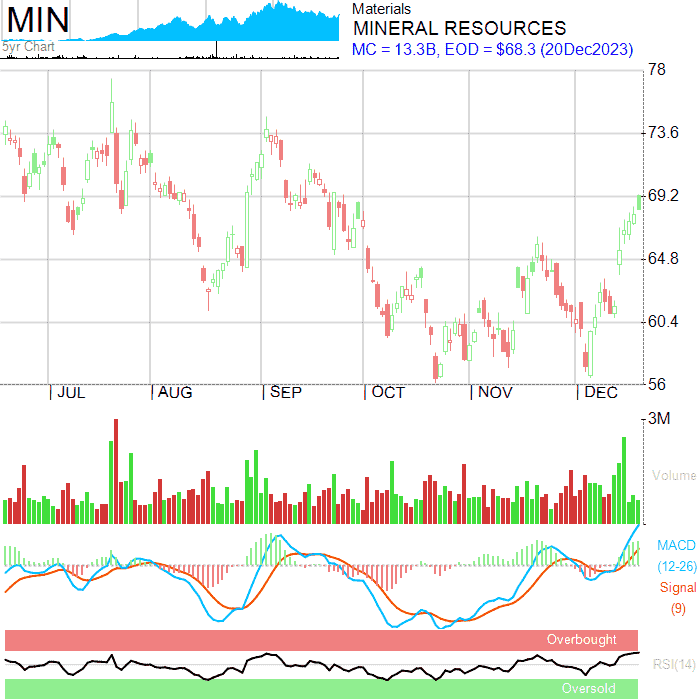 MIN
5yr Chart
Materials
MINERAL RESOURCES
MC = 13.3B, EOD = $68.3 (20Dec2023)
78
73.6
69.2
64.8
60.4
56
JUL AUG SEP OCT NOV DEC
3M
Volume
MACD
(12-26)
Signal
(9)
Overbought
RSI(14)
Oversold